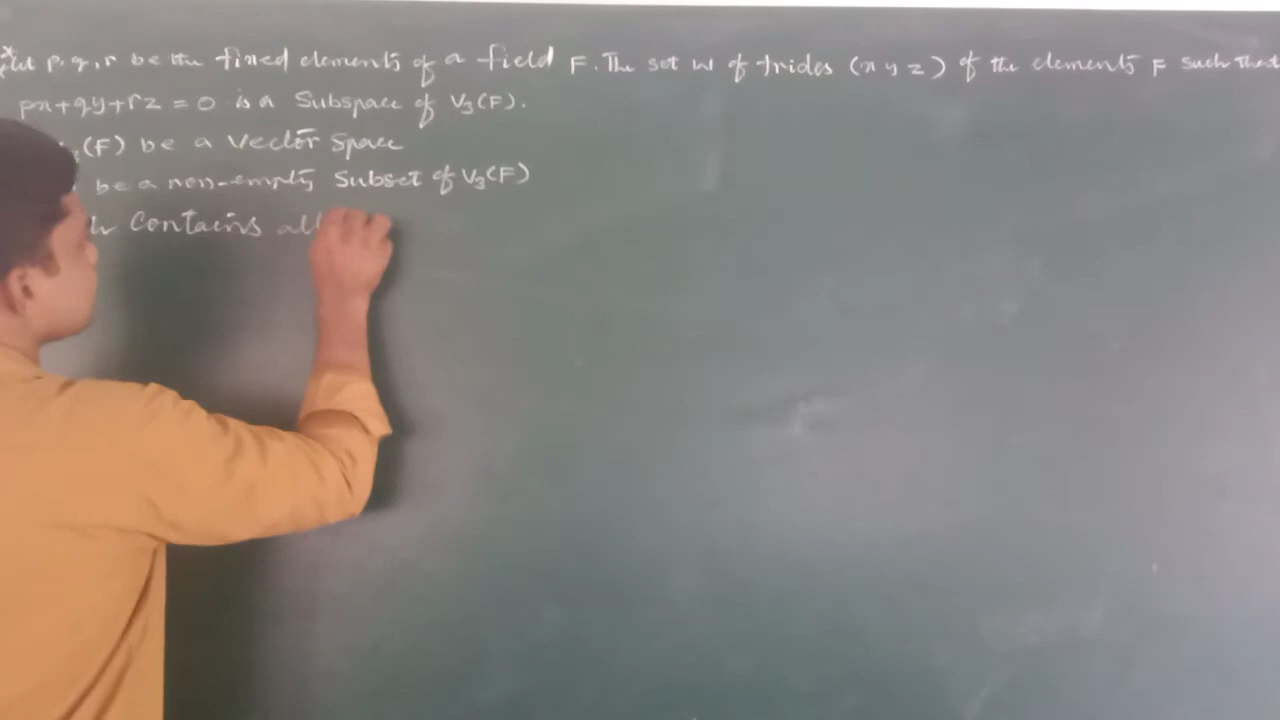 Let p, q, r be the fixed elements of a field F. The set W of trides (x y z) of the elements F such that
px+qy+rz = 0 is a Subspace of V₃(F).
(F) be a Vector Space
be a non-empty Subset of V₃(F)
Contains all